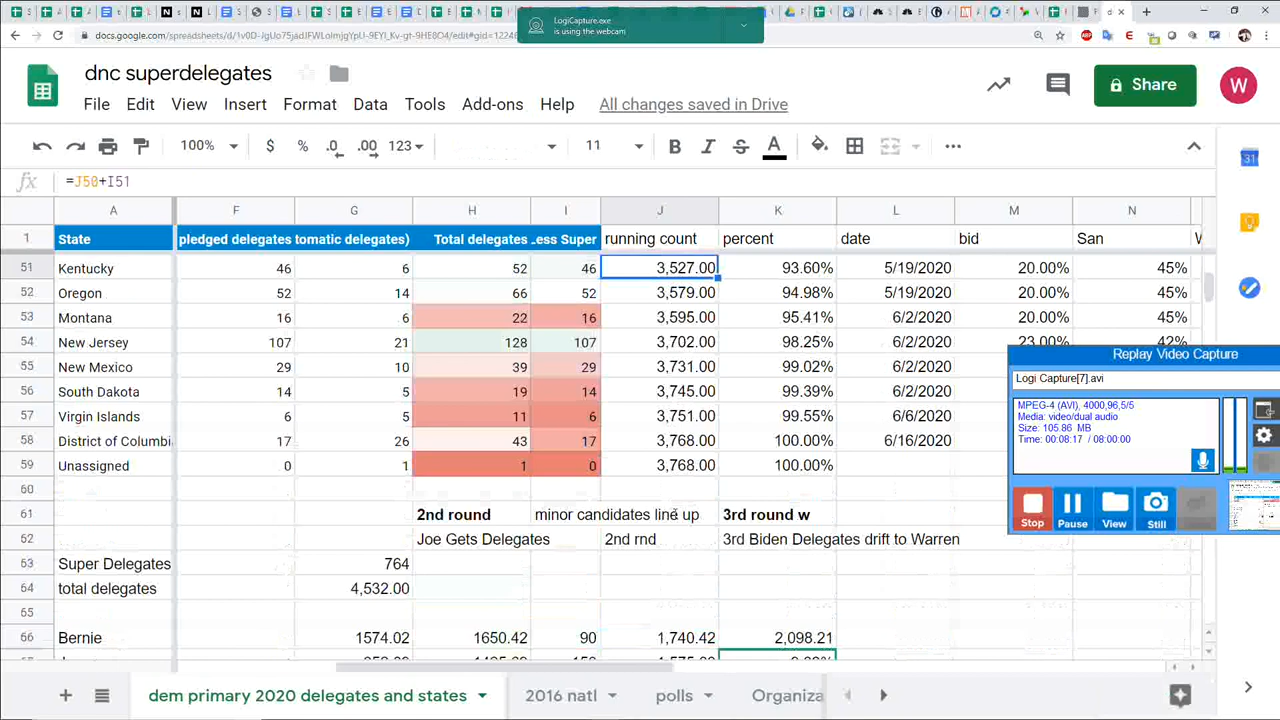 LogiCapture.exe
is using the webcam
dnc superdelegates
File Edit View Insert Format Data Tools Add-ons Help All changes saved in Drive
Share
W
100% $ % .0 .00 123 11 B I S A
fx =J50+I51
A F G H I J K L M N
1 State pledged delegates tomatic delegates) Total delegates ess Super running count percent date bid San
51 Kentucky 46 6 52 46 3,527.00 93.60% 5/19/2020 20.00% 45%
52 Oregon 52 14 66 52 3,579.00 94.98% 5/19/2020 20.00% 45%
53 Montana 16 6 22 16 3,595.00 95.41% 6/2/2020 20.00% 45%
54 New Jersey 107 21 128 107 3,702.00 98.25% 6/2/2020 23.00% 42%
55 New Mexico 29 10 39 29 3,731.00 99.02% 6/2/2020
56 South Dakota 14 5 19 14 3,745.00 99.39% 6/2/2020
57 Virgin Islands 6 5 11 6 3,751.00 99.55% 6/6/2020
58 District of Columbi 17 26 43 17 3,768.00 100.00% 6/16/2020
59 Unassigned 0 1 1 0 3,768.00 100.00%
60
61 2nd round minor candidates line up 3rd round w
62 Joe Gets Delegates 2nd rnd 3rd Biden Delegates drift to Warren
63 Super Delegates 764
64 total delegates 4,532.00
65
66 Bernie 1574.02 1650.42 90 1,740.42 2,098.21
Replay Video Capture
Logi Capture[7].avi
MPEG-4 (AVI), 4000,96,5/5
Media: video/dual audio
Size: 105.86 MB
Time: 00:08:17 / 08:00:00
Stop Pause View Still
dem primary 2020 delegates and states 2016 natl polls Organiza